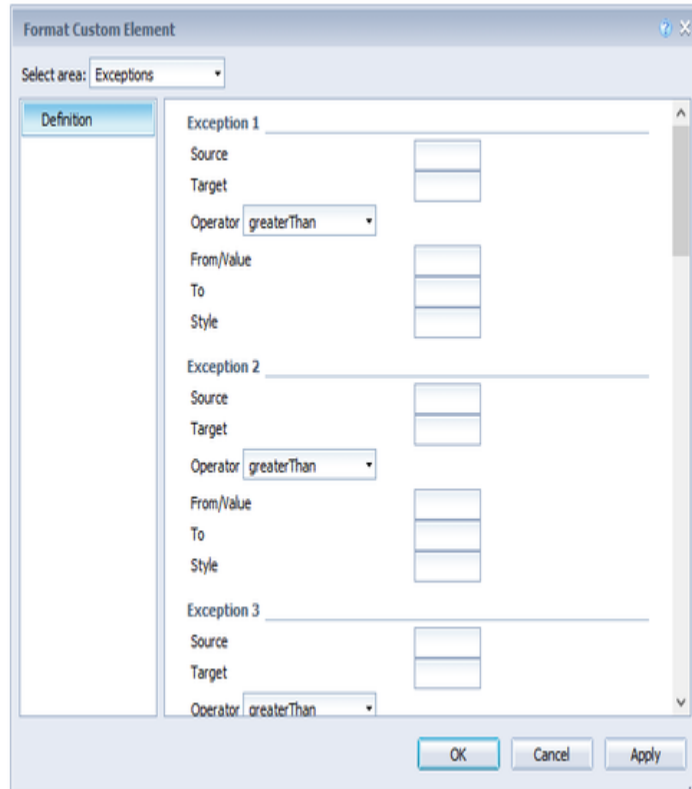 Format Custom Element
Select area: Exceptions
Definition
Exception 1
Source
Target
Operator greaterThan
From/Value
To
Style
Exception 2
Source
Target
Operator greaterThan
From/Value
To
Style
Exception 3
Source
Target
Operator greaterThan
OK Cancel Apply